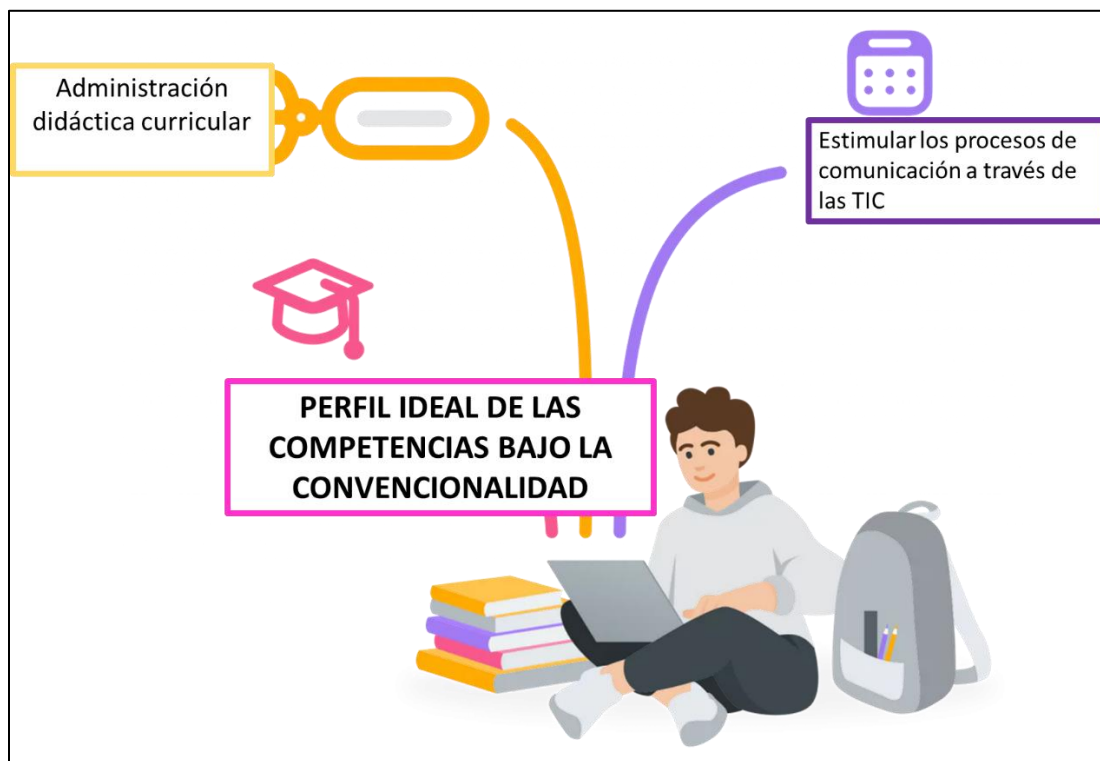 Administración
didáctica curricular
Estimular los procesos de
comunicación a través de
las TIC
PERFIL IDEAL DE LAS
COMPETENCIAS BAJO LA
CONVENCIONALIDAD